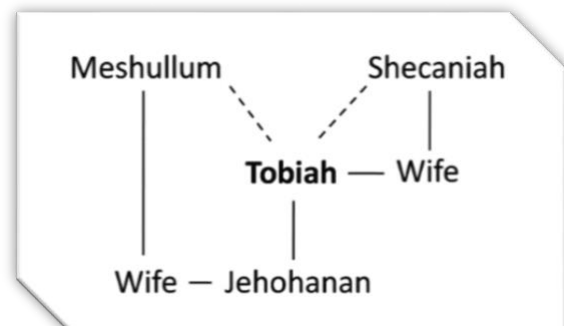 Meshullum Shecaniah
Tobiah — Wife
Wife — Jehohanan